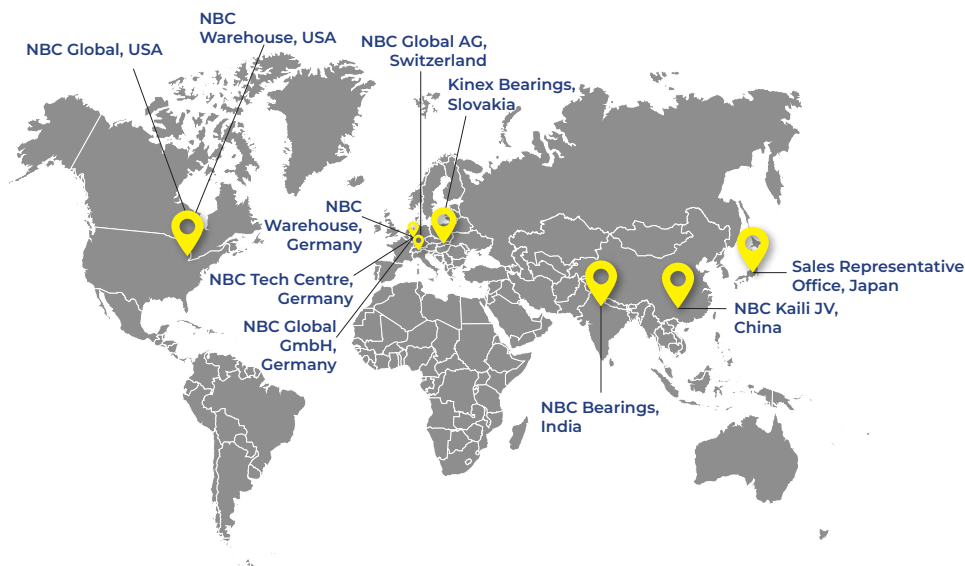 NBC
Warehouse, USA
NBC Global, USA
NBC Global AG,
Switzerland
Kinex Bearings,
Slovakia
NBC
Warehouse,
Germany
NBC Tech Centre,
Germany
NBC Global
GmbH,
Germany
Sales Representative
Office, Japan
NBC Kaili JV,
China
NBC Bearings,
India